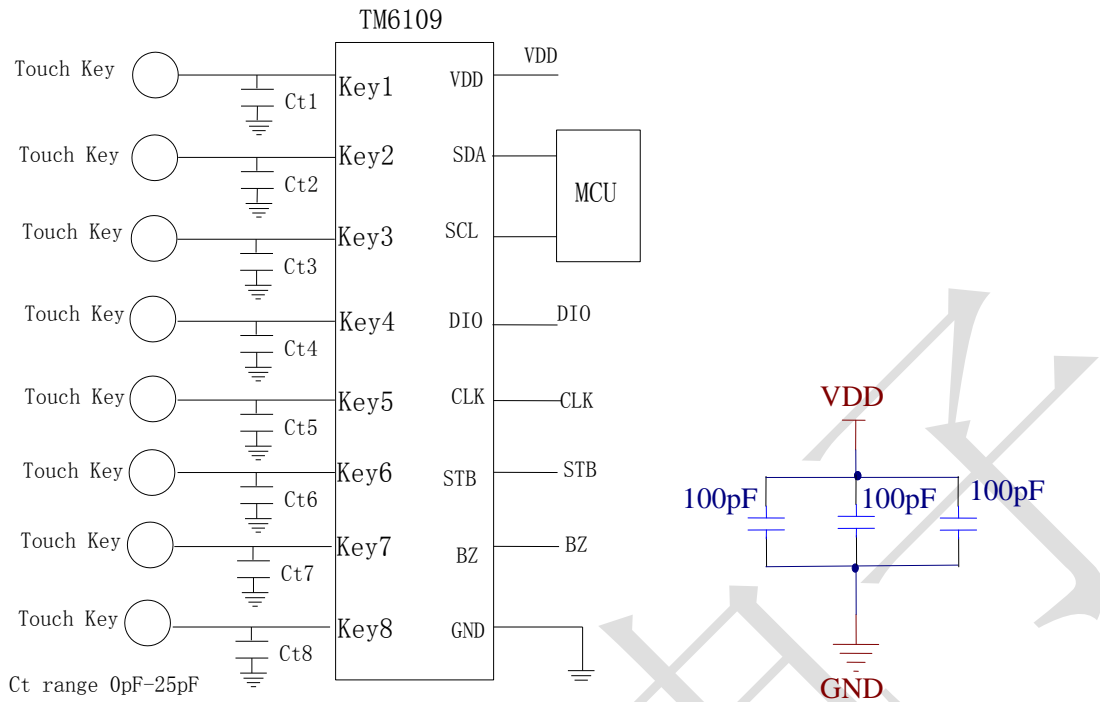 TM6109
Touch Key
Key1
Ct1
VDD
VDD
Touch Key
Key2
Ct2
SDA
MCU
Touch Key
Key3
Ct3
SCL
Touch Key
Key4
Ct4
DIO
DIO
Touch Key
Key5
Ct5
CLK
CLK
Touch Key
Key6
Ct6
STB
STB
Touch Key
Key7
Ct7
BZ
BZ
Touch Key
Key8
Ct8
GND
Ct range 0pF-25pF
VDD
100pF
100pF
100pF
GND